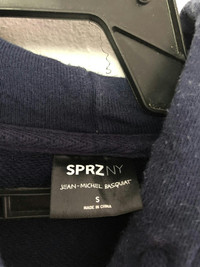 SPRZ NY
JEAN-MICHEL BASQUIAT
S
MADE IN CHINA